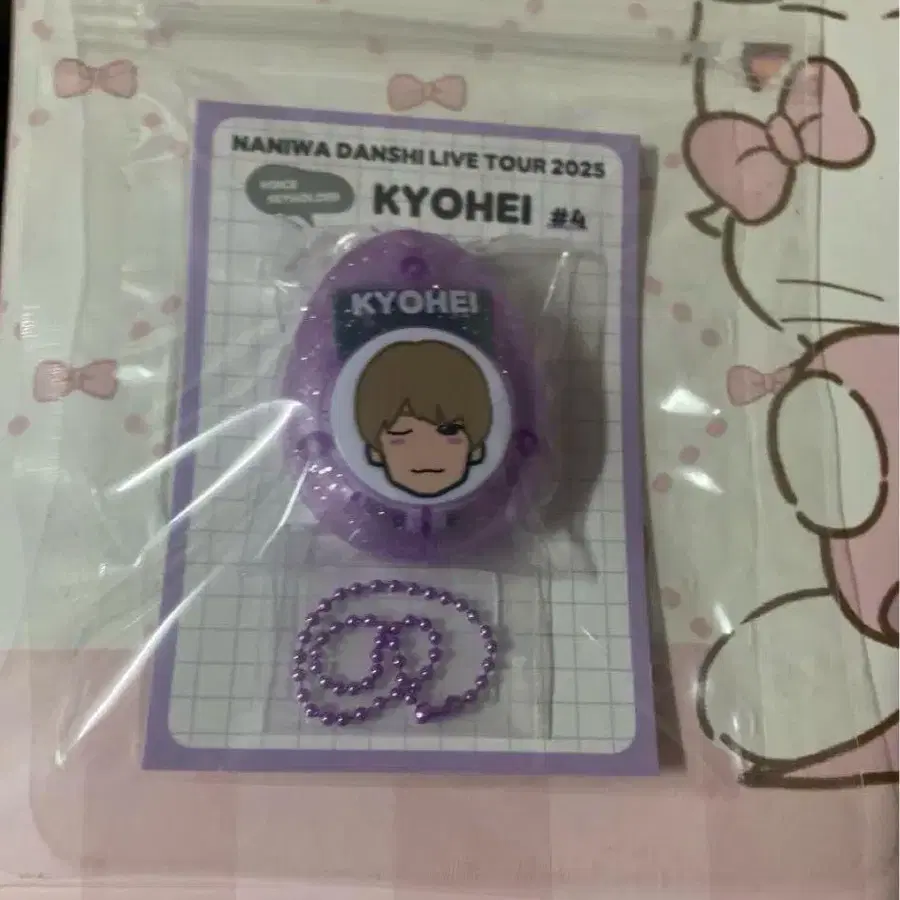 NANIWA DANSHI LIVE TOUR 2025
VOICE
KEYHOLDER
KYOHEI #4
KYOHEI